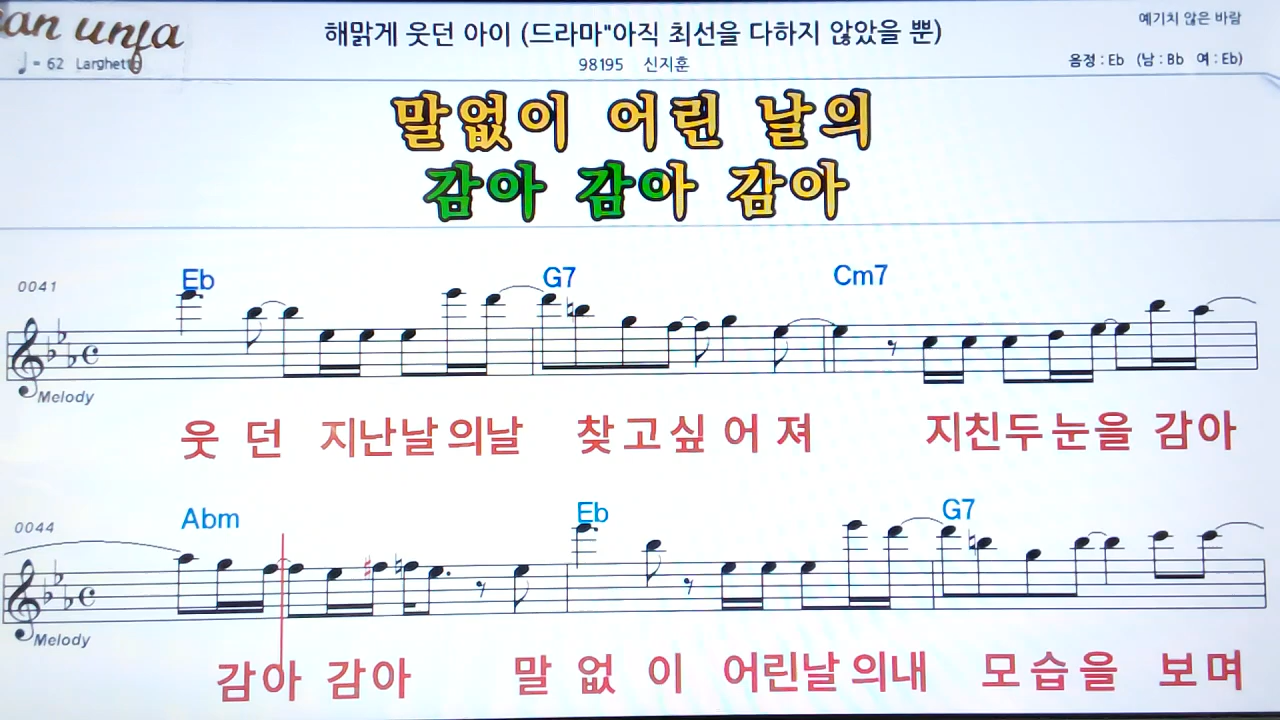 an unfa
해맑게 웃던 아이 (드라마"아직 최선을 다하지 않았을 뿐)
예기치 않은 바람
♩= 62 Larghetto
98195 신지훈
음정 : Eb (남 : Bb 여 : Eb)
말없이 어린 날의
감아 감아 감아
0041
Eb G7 Cm7
Melody
웃 던 지난날 의날 찾고싶 어 져 지친두눈을 감아
0044
Abm Eb G7
Melody
감아 감아 말 없 이 어린날 의내 모습을 보며